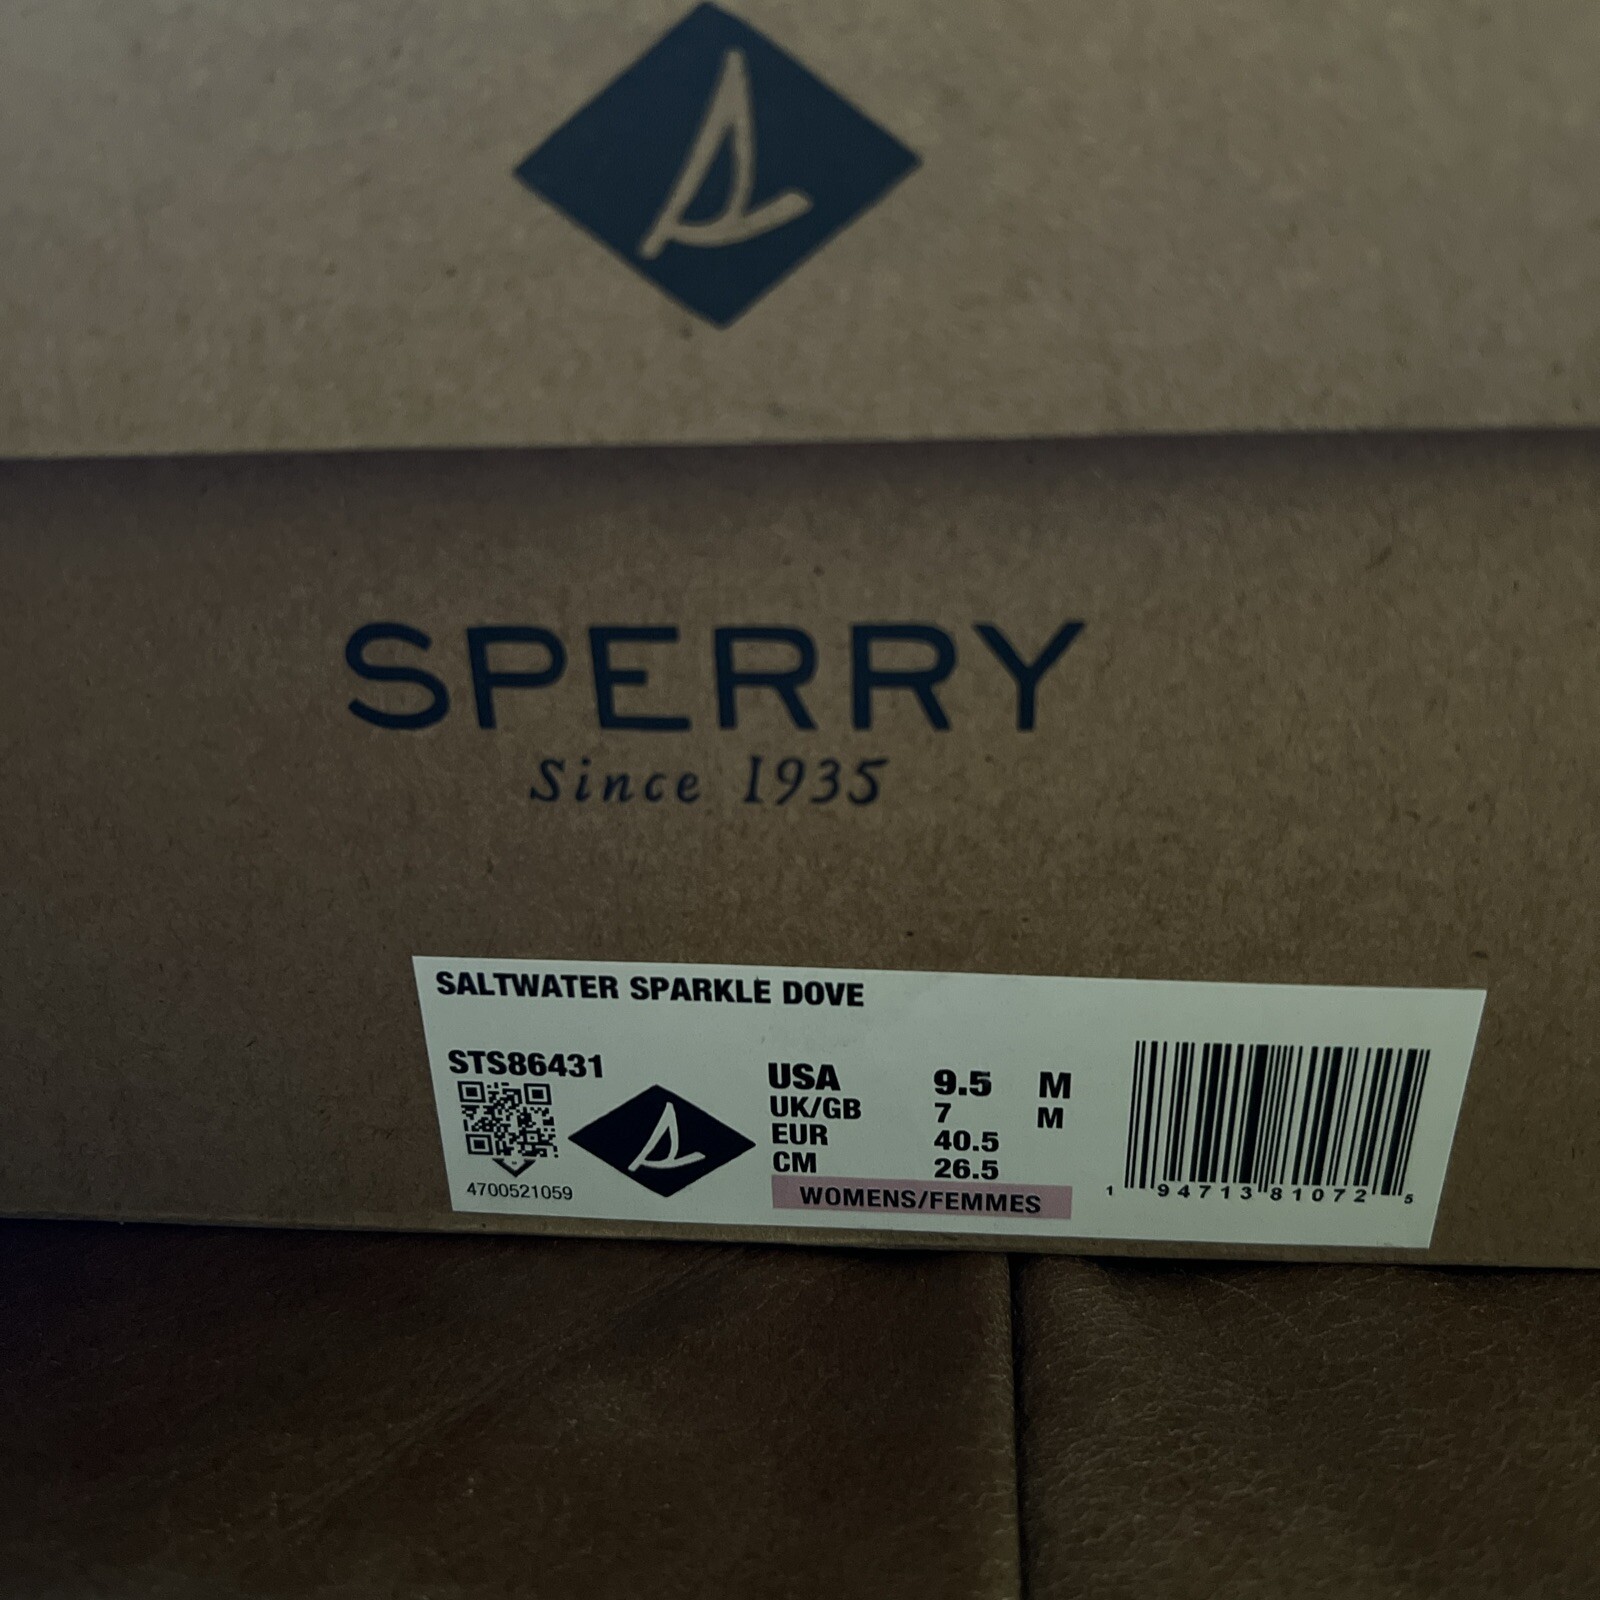 SPERRY
Since 1935
SALTWATER SPARKLE DOVE
STS86431
4700521059
USA 9.5 M
UK/GB 7 M
EUR 40.5
CM 26.5
WOMENS/FEMMES
1 94713 81072 5